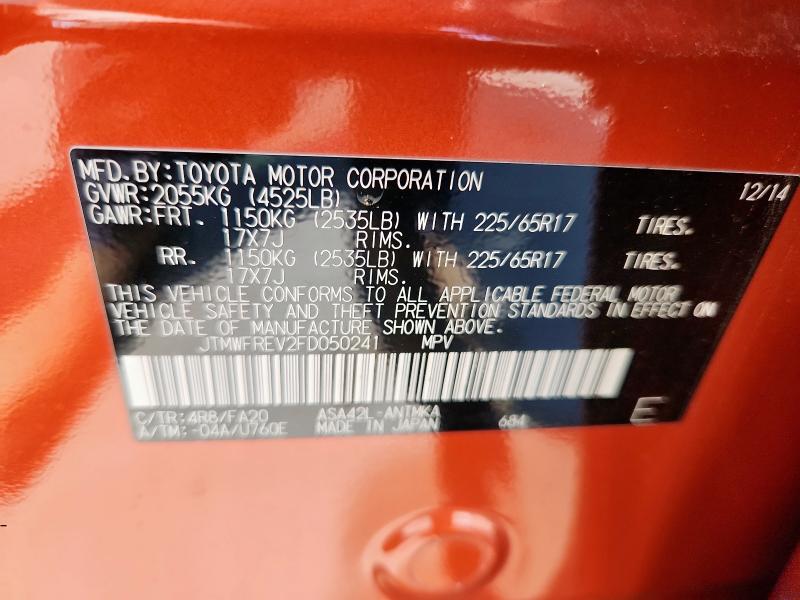 MFD.BY:TOYOTA MOTOR CORPORATION 12/14
GVWR:2055KG (4525LB)
GAWR:FRT. 1150KG (2535LB) WITH 225/65R17 TIRES.
17X7J RIMS.
RR. 1150KG (2535LB) WITH 225/65R17 TIRES.
17X7J RIMS.
THIS VEHICLE CONFORMS TO ALL APPLICABLE FEDERAL MOTOR
VEHICLE SAFETY AND THEFT PREVENTION STANDARDS IN EFFECT ON
THE DATE OF MANUFACTURE SHOWN ABOVE.
JTMWFREV2FD050241 MPV
C/TR:4R8/FA20 ASA42L-ANTMKA 684 E
A/TM:-04A/U760E MADE IN JAPAN